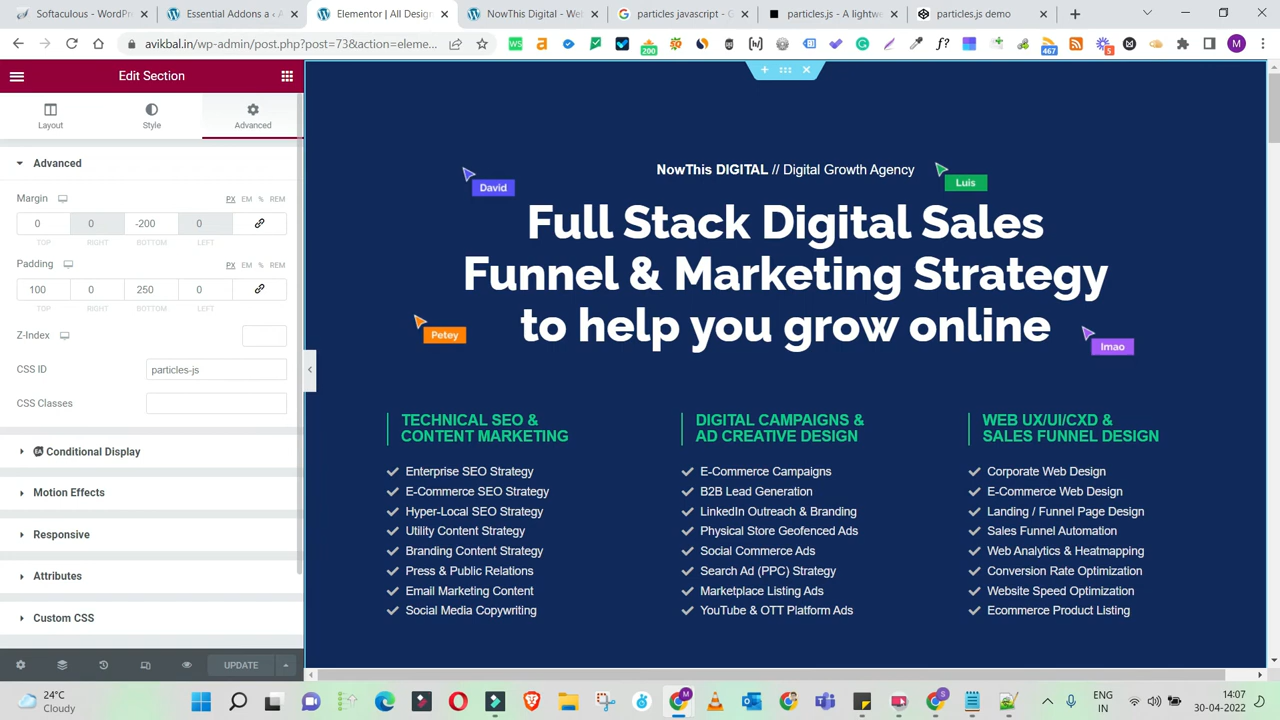 Softaculous - WordPr
Essential Addons a
Elementor | All Desig
NowThis Digital - Web
particles javascript - G
particles.js - A lightwe
particles.js demo
avikbal.in/wp-admin/post.php?post=738&action=eleme...
200
467
5
M
Edit Section
Layout
Style
Advanced
Advanced
Margin
PX EM % REM
0 0 -200 0
TOP RIGHT BOTTOM LEFT
Padding
PX EM % REM
100 0 250 0
TOP RIGHT BOTTOM LEFT
Z-Index
CSS ID particles-js
CSS Classes
Conditional Display
Motion Effects
Responsive
Attributes
Custom CSS
UPDATE
NowThis DIGITAL // Digital Growth Agency
David
Luis
Full Stack Digital Sales
Funnel & Marketing Strategy
to help you grow online
Petey
Imao
TECHNICAL SEO &
CONTENT MARKETING
Enterprise SEO Strategy
E-Commerce SEO Strategy
Hyper-Local SEO Strategy
Utility Content Strategy
Branding Content Strategy
Press & Public Relations
Email Marketing Content
Social Media Copywriting
DIGITAL CAMPAIGNS &
AD CREATIVE DESIGN
E-Commerce Campaigns
B2B Lead Generation
LinkedIn Outreach & Branding
Physical Store Geofenced Ads
Social Commerce Ads
Search Ad (PPC) Strategy
Marketplace Listing Ads
YouTube & OTT Platform Ads
WEB UX/UI/CXD &
SALES FUNNEL DESIGN
Corporate Web Design
E-Commerce Web Design
Landing / Funnel Page Design
Sales Funnel Automation
Web Analytics & Heatmapping
Conversion Rate Optimization
Website Speed Optimization
Ecommerce Product Listing
24°C
Cloudy
ENG
IN
14:07
30-04-2022